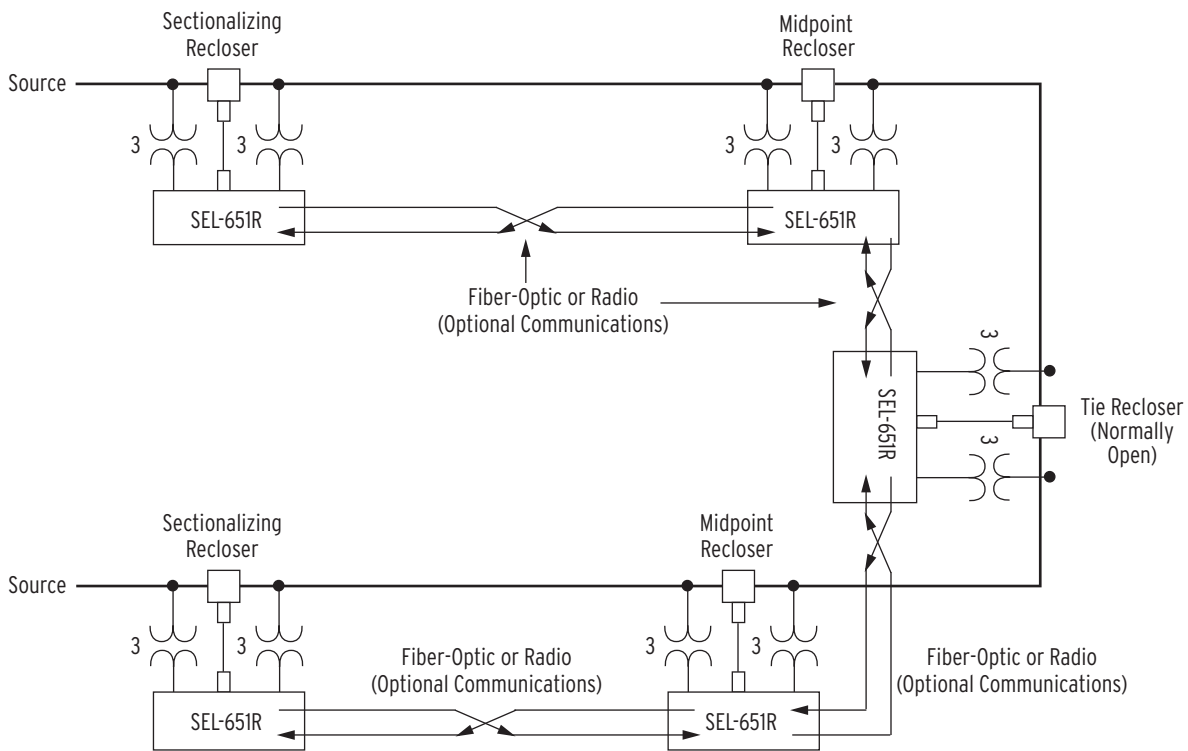 Sectionalizing
Recloser
Midpoint
Recloser
Source
3
3
3
3
SEL-651R
SEL-651R
Fiber-Optic or Radio
(Optional Communications)
3
SEL-651R
Tie Recloser
(Normally
Open)
3
Sectionalizing
Recloser
Midpoint
Recloser
Source
3
3
3
3
Fiber-Optic or Radio
(Optional Communications)
Fiber-Optic or Radio
(Optional Communications)
SEL-651R
SEL-651R